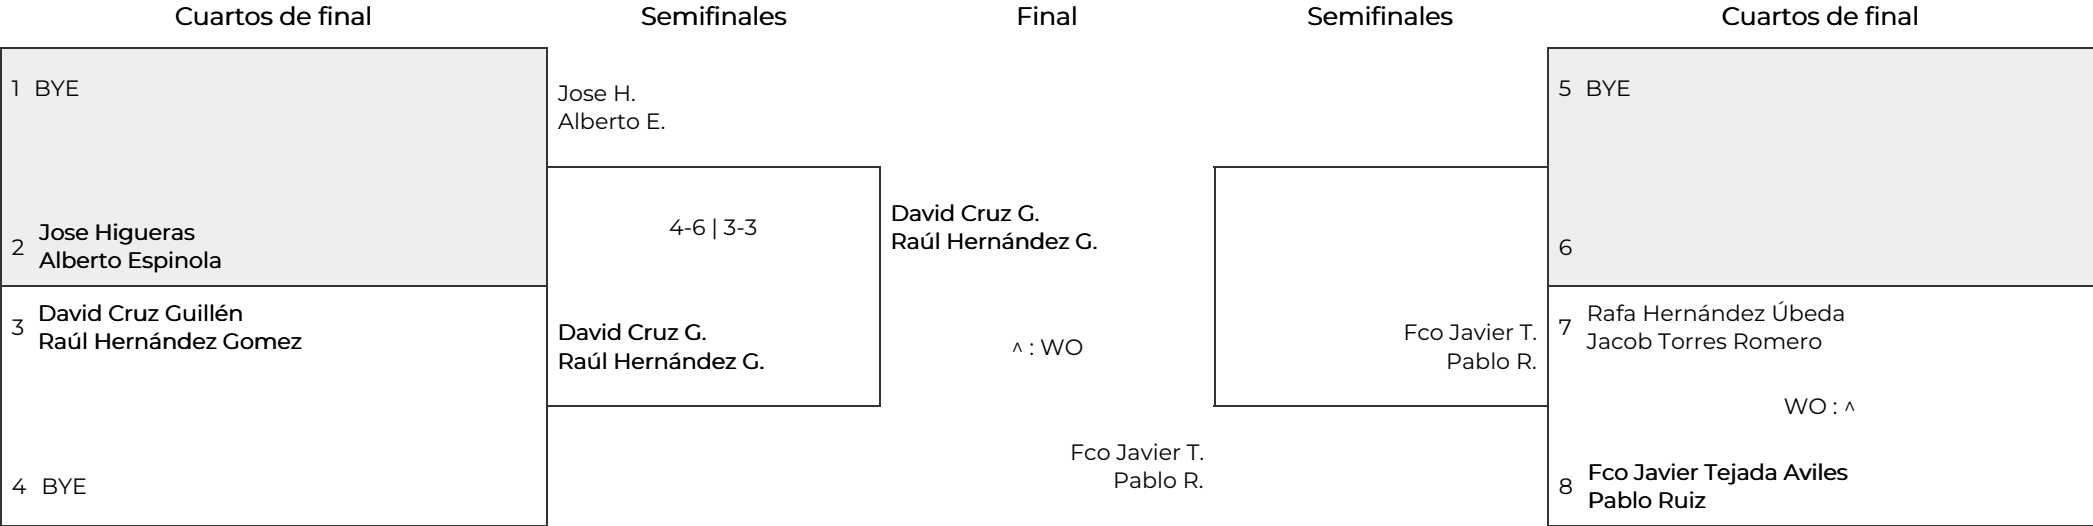 Cuartos de final
Semifinales
Final
Semifinales
Cuartos de final
1 BYE
2 Jose Higueras
Alberto Espinola
3 David Cruz Guillén
Raúl Hernández Gomez
4 BYE
Jose H.
Alberto E.
4-6 | 3-3
David Cruz G.
Raúl Hernández G.
David Cruz G.
Raúl Hernández G.
^ : WO
Fco Javier T.
Pablo R.
Fco Javier T.
Pablo R.
5 BYE
6
7 Rafa Hernández Úbeda
Jacob Torres Romero
WO : ^
8 Fco Javier Tejada Aviles
Pablo Ruiz